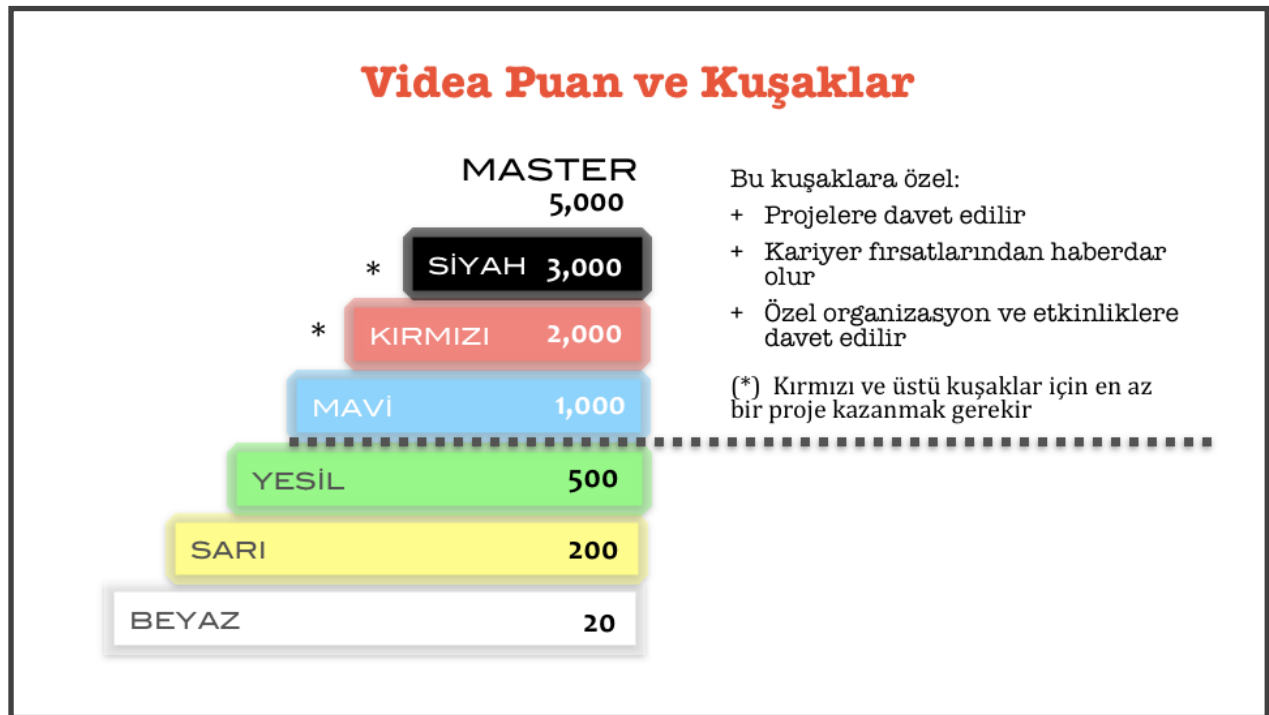 Videa Puan ve Kuşaklar
MASTER
5,000
* SİYAH 3,000
* KIRMIZI 2,000
MAVİ 1,000
YESİL 500
SARI 200
BEYAZ 20
Bu kuşaklara özel:
+ Projelere davet edilir
+ Kariyer fırsatlarından haberdar
olur
+ Özel organizasyon ve etkinliklere
davet edilir
(*) Kırmızı ve üstü kuşaklar için en az
bir proje kazanmak gerekir